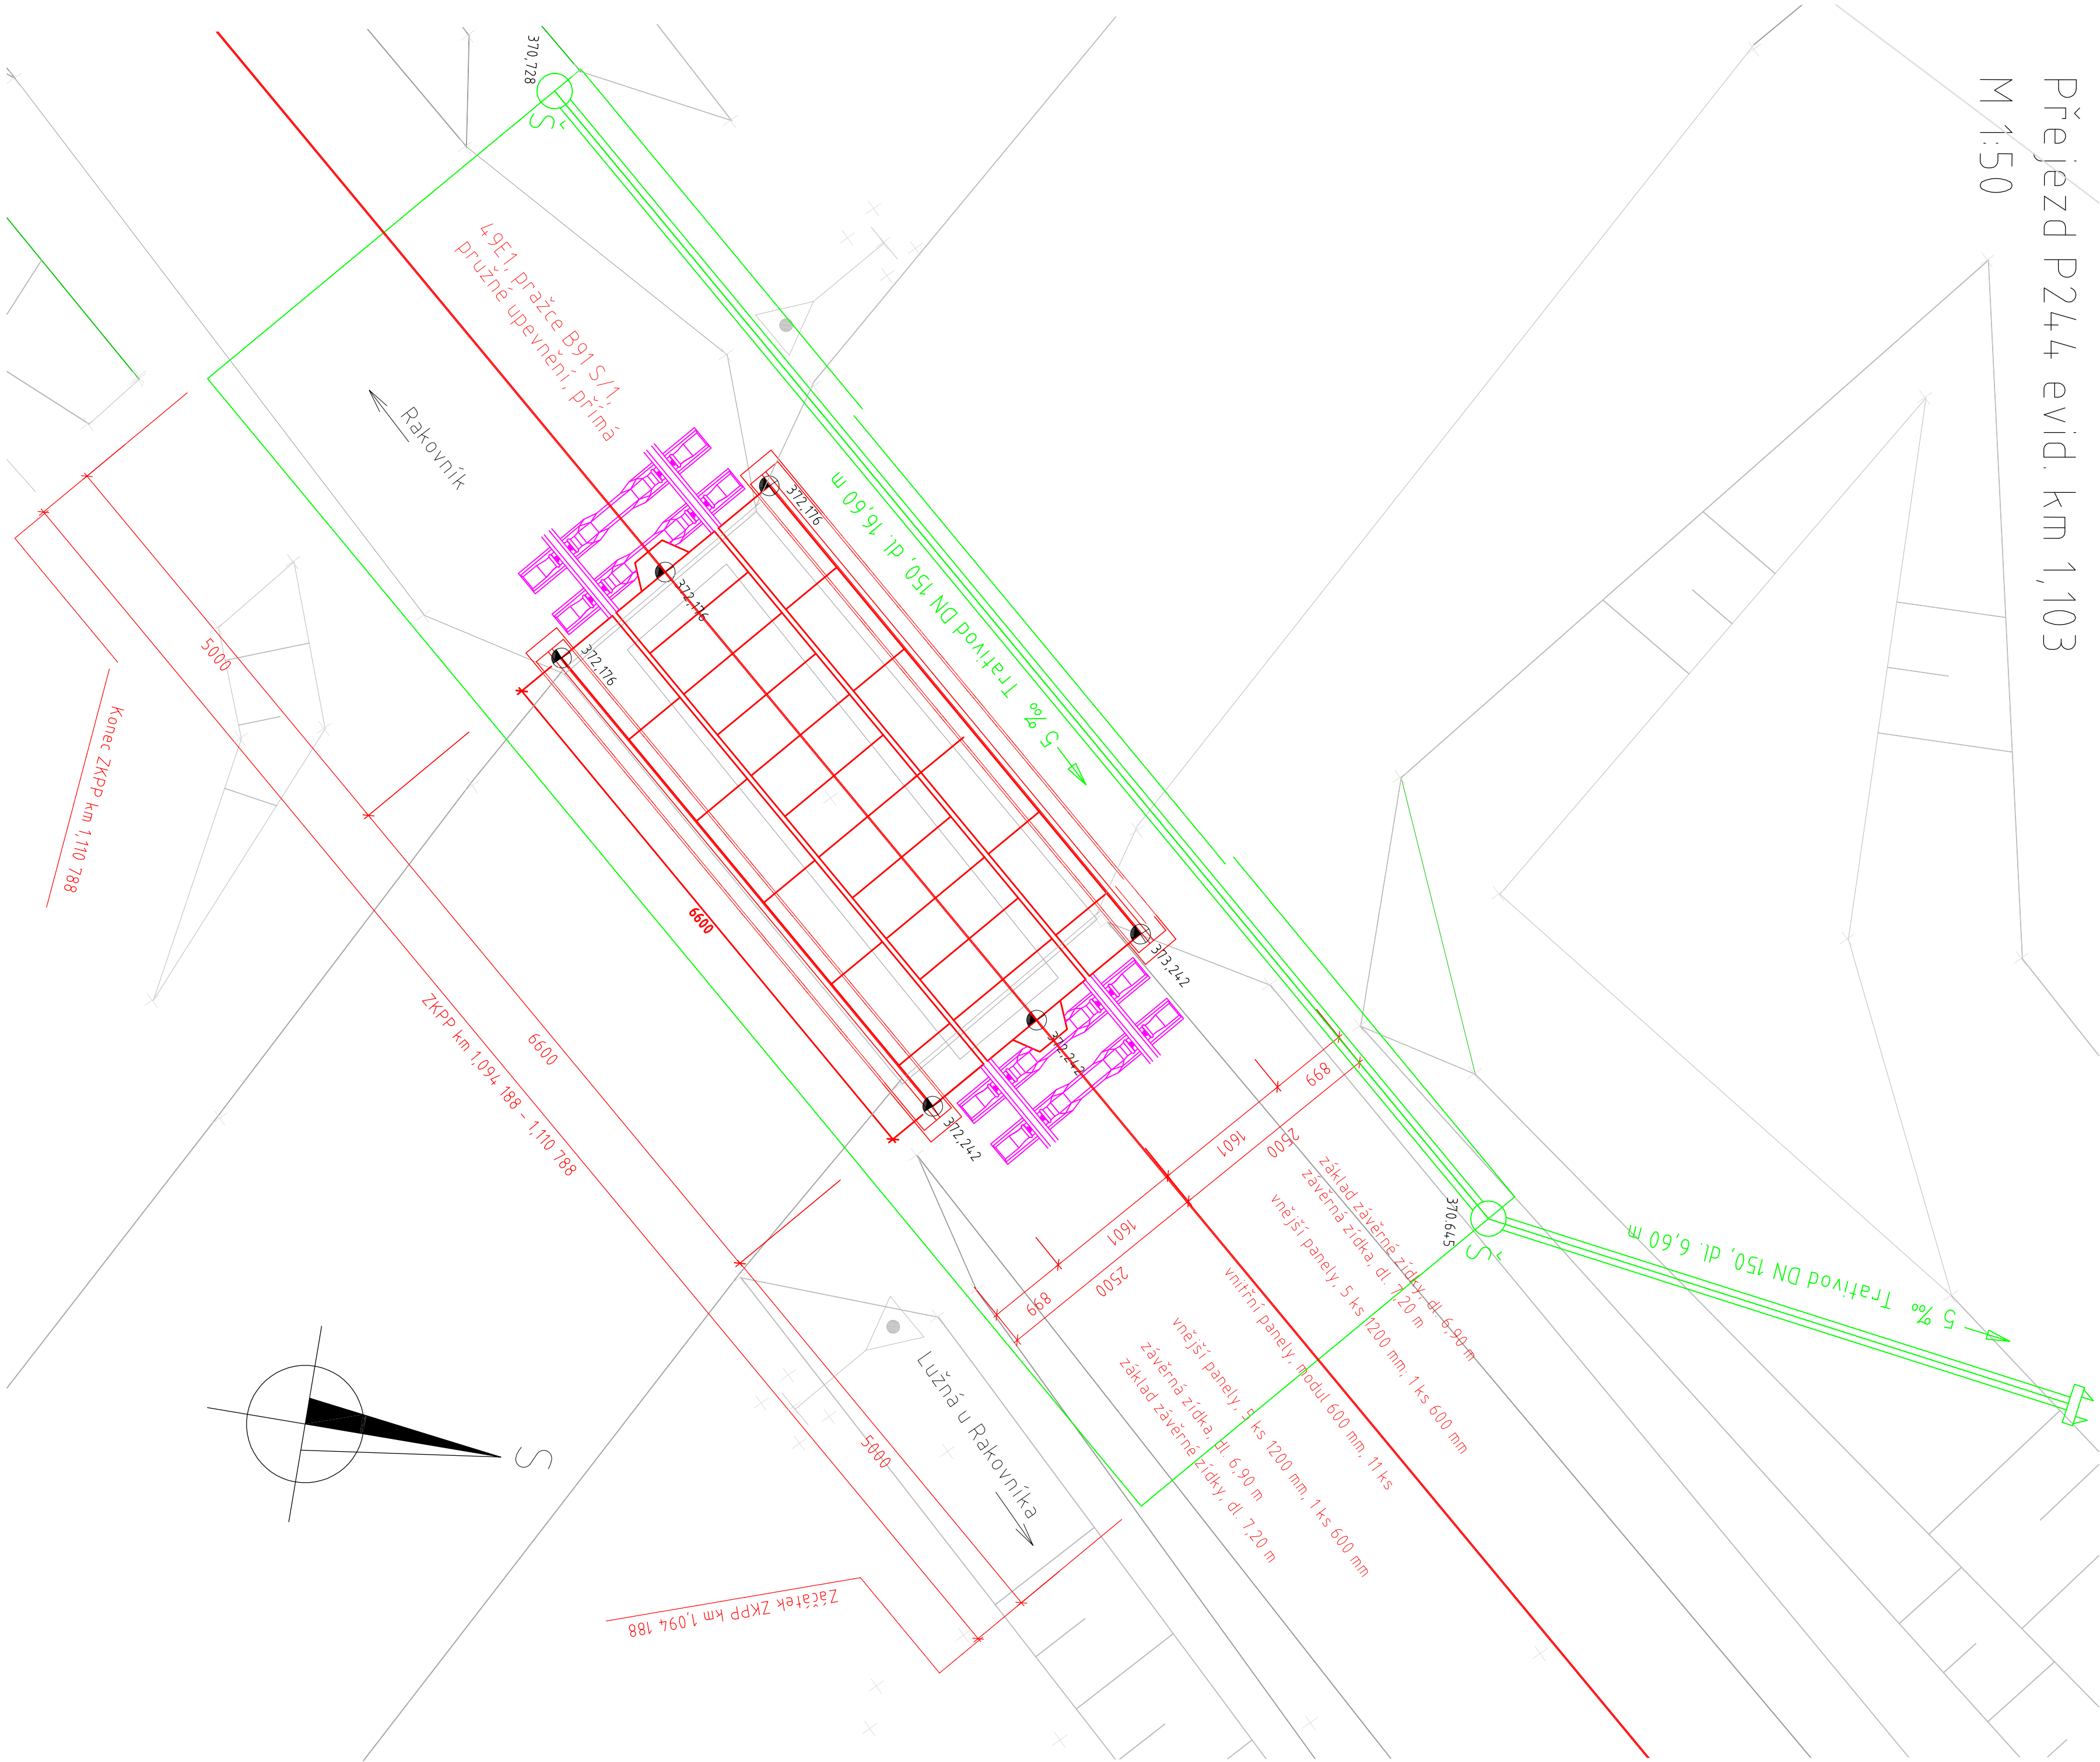 Přejezd P244 evid. km 1,103
M 1:50
370,728
Š
49E1, pražce B91 S/1,
pružné upevnění, přímá
Rakovník
372,176
372,176
372,176
Trativod DN 150, dl. 16,60 m
5 ‰
5000
Konec ZKPP km 1,110 788
6600
6600
ZKPP km 1,094 188 - 1,110 788
373,242
372,242
372,242
899
1601
2500
1601
2500
899
370,645
Š
Trativod DN 150, dl. 6,60 m
5 ‰
základ závěrné zídky, dl. 6,90 m
závěrná zídka, dl. 7,20 m
vnější panely, 5 ks 1200 mm; 1 ks 600 mm
vnitřní panely, modul 600 mm, 11 ks
vnější panely, 5 ks 1200 mm, 1 ks 600 mm
závěrná zídka, dl. 6,90 m
základ závěrné zídky, dl. 7,20 m
Lužná u Rakovníka
5000
Začátek ZKPP km 1,094 188
S